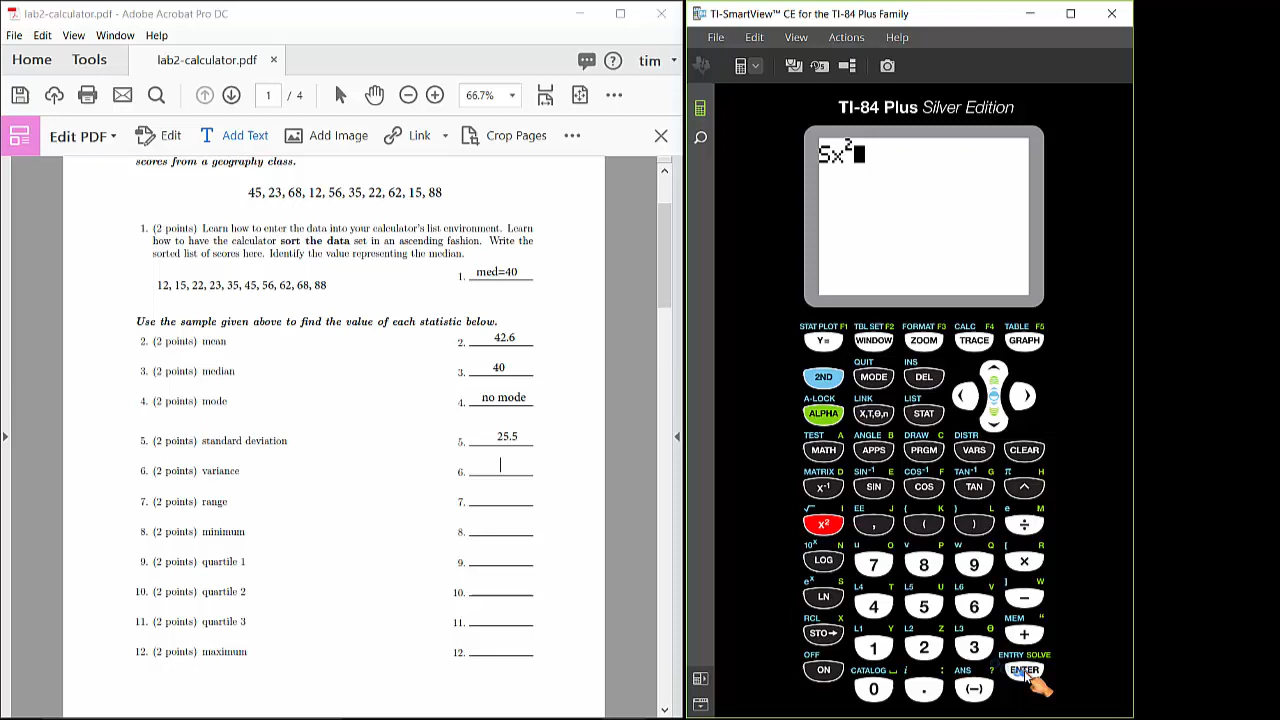 lab2-calculator.pdf - Adobe Acrobat Pro DC
File Edit View Window Help
Home Tools lab2-calculator.pdf × tim
1 / 4 66.7%
Edit PDF Edit Add Text Add Image Link Crop Pages
scores from a geography class.
45, 23, 68, 12, 56, 35, 22, 62, 15, 88
1. (2 points) Learn how to enter the data into your calculator's list environment. Learn
how to have the calculator sort the data set in an ascending fashion. Write the
sorted list of scores here. Identify the value representing the median.
1. med=40
12, 15, 22, 23, 35, 45, 56, 62, 68, 88
Use the sample given above to find the value of each statistic below.
2. (2 points) mean 2. 42.6
3. (2 points) median 3. 40
4. (2 points) mode 4. no mode
5. (2 points) standard deviation 5. 25.5
6. (2 points) variance 6.
7. (2 points) range 7.
8. (2 points) minimum 8.
9. (2 points) quartile 1 9.
10. (2 points) quartile 2 10.
11. (2 points) quartile 3 11.
12. (2 points) maximum 12.
TI-SmartView™ CE for the TI-84 Plus Family
File Edit View Actions Help
TI-84 Plus Silver Edition
Sx²
STAT PLOT F1 TBL SET F2 FORMAT F3 CALC F4 TABLE F5
Y= WINDOW ZOOM TRACE GRAPH
QUIT INS
2ND MODE DEL
A-LOCK LINK LIST
ALPHA X,T,Θ,n STAT
TEST A ANGLE B DRAW C DISTR
MATH APPS PRGM VARS CLEAR
MATRIX D SIN⁻¹ E COS⁻¹ F TAN⁻¹ G π H
x⁻¹ SIN COS TAN ^
√ I EE J { K } L e M
x² , ( ) ÷
10ˣ N u O v P w Q [ R
LOG 7 8 9 ×
eˣ S L4 T L5 U L6 V ] W
LN 4 5 6 −
RCL X L1 Y L2 Z L3 θ MEM "
STO→ 1 2 3 +
OFF CATALOG ␣ i : ANS ? ENTRY SOLVE
ON 0 . (−) ENTER